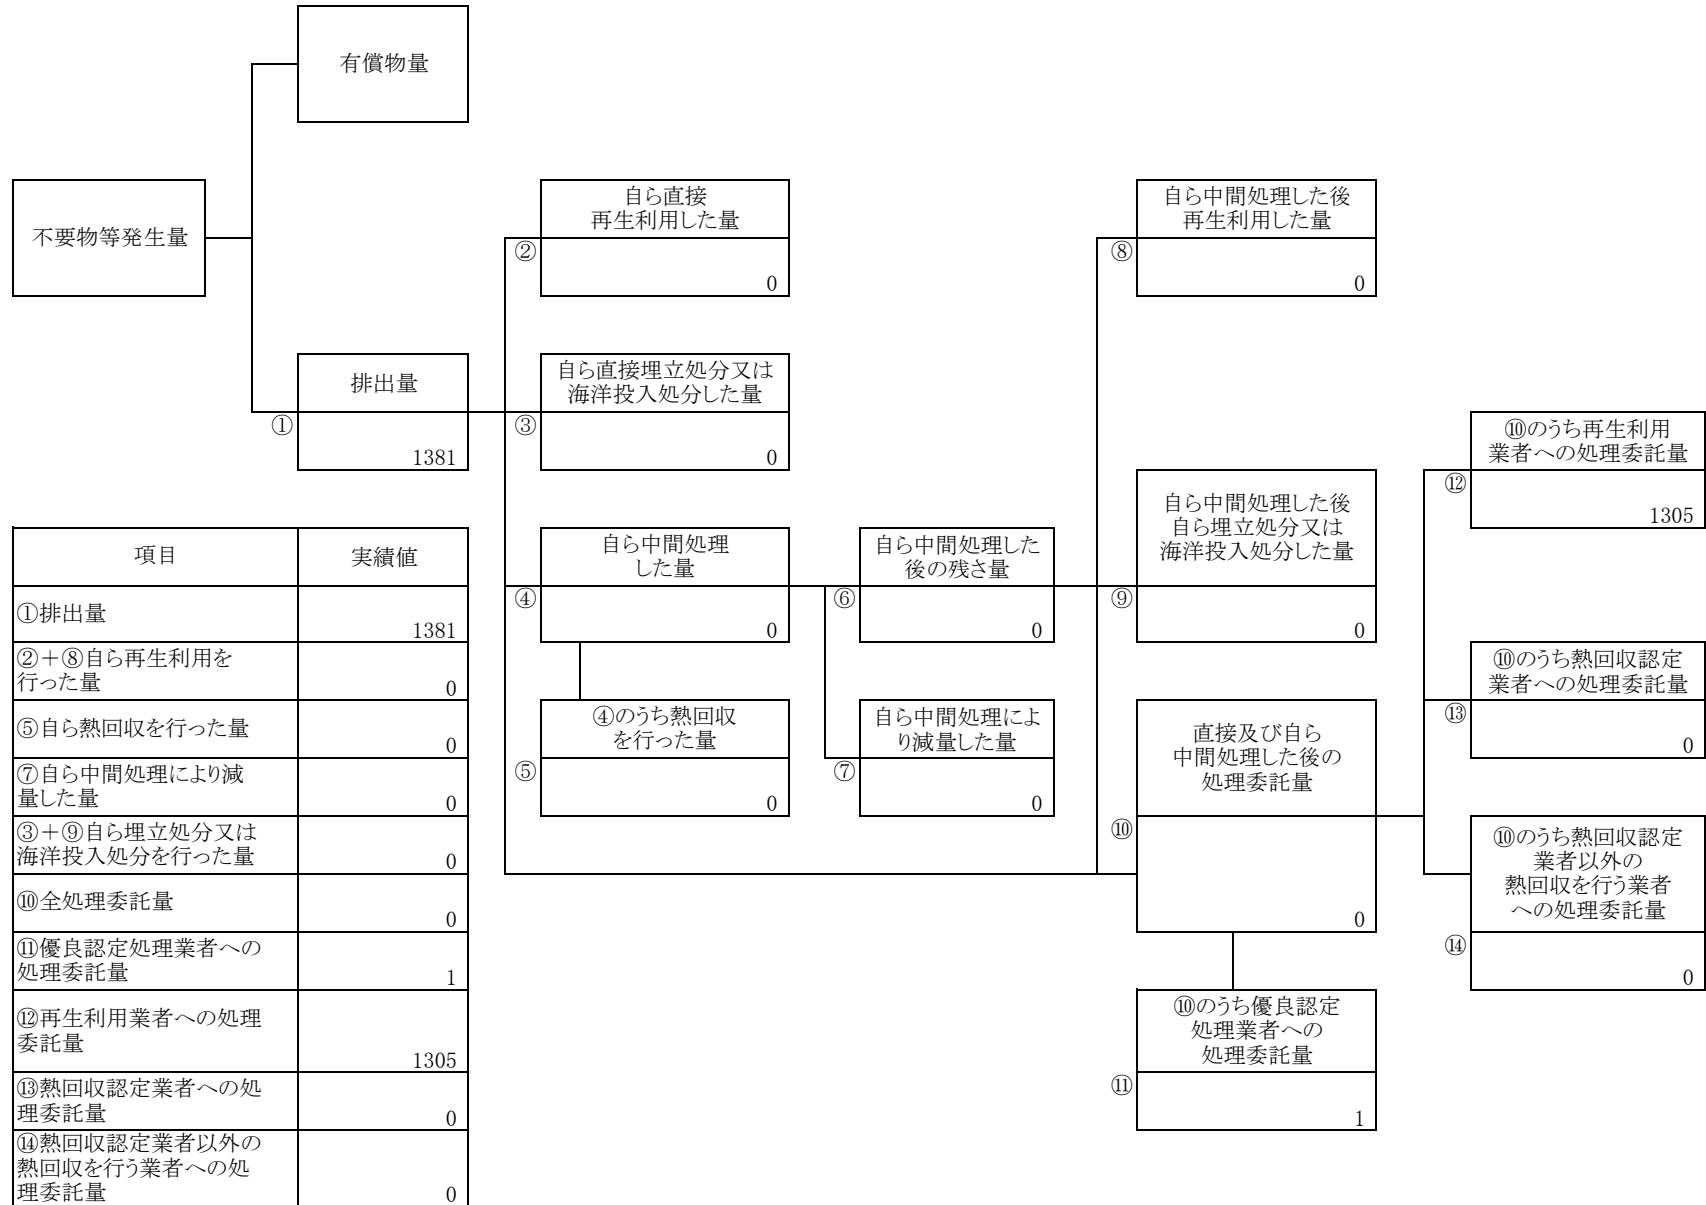 有償物量
不要物等発生量
自ら直接
再生利用した量
②
0
自ら中間処理した後
再生利用した量
⑧
0
排出量
①
1381
自ら直接埋立処分又は
海洋投入処分した量
③
0
⑩のうち再生利用
業者への処理委託量
⑫
1305
自ら中間処理
した量
④
0
自ら中間処理した
後の残さ量
⑥
0
自ら中間処理した後
自ら埋立処分又は
海洋投入処分した量
⑨
0
⑩のうち熱回収認定
業者への処理委託量
⑬
0
④のうち熱回収
を行った量
⑤
0
自ら中間処理によ
り減量した量
⑦
0
直接及び自ら
中間処理した後の
処理委託量
⑩
0
⑩のうち熱回収認定
業者以外の
熱回収を行う業者
への処理委託量
⑭
0
⑩のうち優良認定
処理業者への
処理委託量
⑪
1
項目 実績値
①排出量
1381
②＋⑧自ら再生利用を
行った量
0
⑤自ら熱回収を行った量
0
⑦自ら中間処理により減
量した量
0
③＋⑨自ら埋立処分又は
海洋投入処分を行った量
0
⑩全処理委託量
0
⑪優良認定処理業者への
処理委託量
1
⑫再生利用業者への処理
委託量
1305
⑬熱回収認定業者への処
理委託量
0
⑭熱回収認定業者以外の
熱回収を行う業者への処
理委託量
0